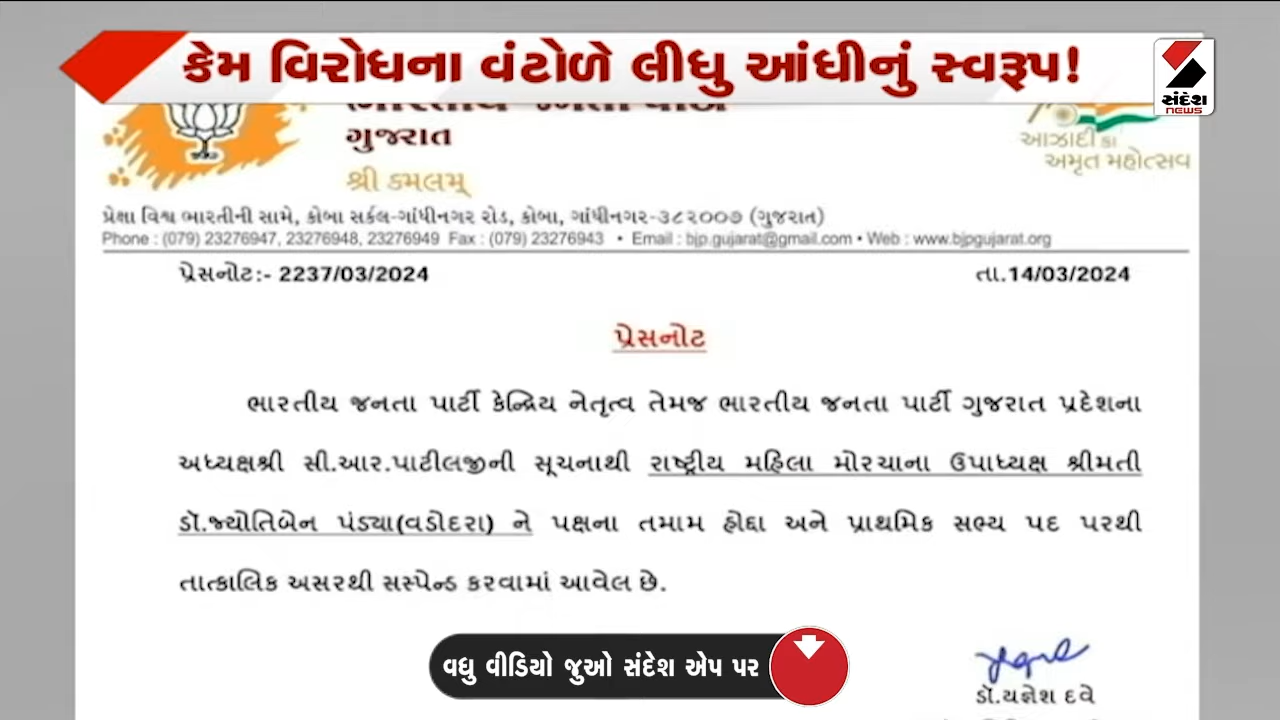 કેમ વિરોધના વંટોળે લીધુ આંધીનું સ્વરૂપ!
સંદેશ
NEWS
ગુજરાત
શ્રી કમલમ્
આઝાદી કા
અમૃત મહોત્સવ
પ્રેક્ષા વિશ્વ ભારતીની સામે, કોબા સર્કલ-ગાંધીનગર રોડ, કોબા, ગાંધીનગર-૩૮૨૦૦૭ (ગુજરાત)
Phone : (079) 23276947, 23276948, 23276949 Fax : (079) 23276943 • Email : bjp.gujarat@gmail.com • Web : www.bjpgujarat.org
પ્રેસનોટ:- 2237/03/2024 તા.14/03/2024
પ્રેસનોટ
ભારતીય જનતા પાર્ટી કેન્દ્રિય નેતૃત્વ તેમજ ભારતીય જનતા પાર્ટી ગુજરાત પ્રદેશના
અધ્યક્ષશ્રી સી.આર.પાટીલજીની સૂચનાથી રાષ્ટ્રીય મહિલા મોરચાના ઉપાધ્યક્ષ શ્રીમતી
ડૉ.જ્યોતિબેન પંડ્યા(વડોદરા) ને પક્ષના તમામ હોદ્દા અને પ્રાથમિક સભ્ય પદ પરથી
તાત્કાલિક અસરથી સસ્પેન્ડ કરવામાં આવેલ છે.
ડૉ.યજ્ઞેશ દવે
વધુ વીડિયો જુઓ સંદેશ એપ પર